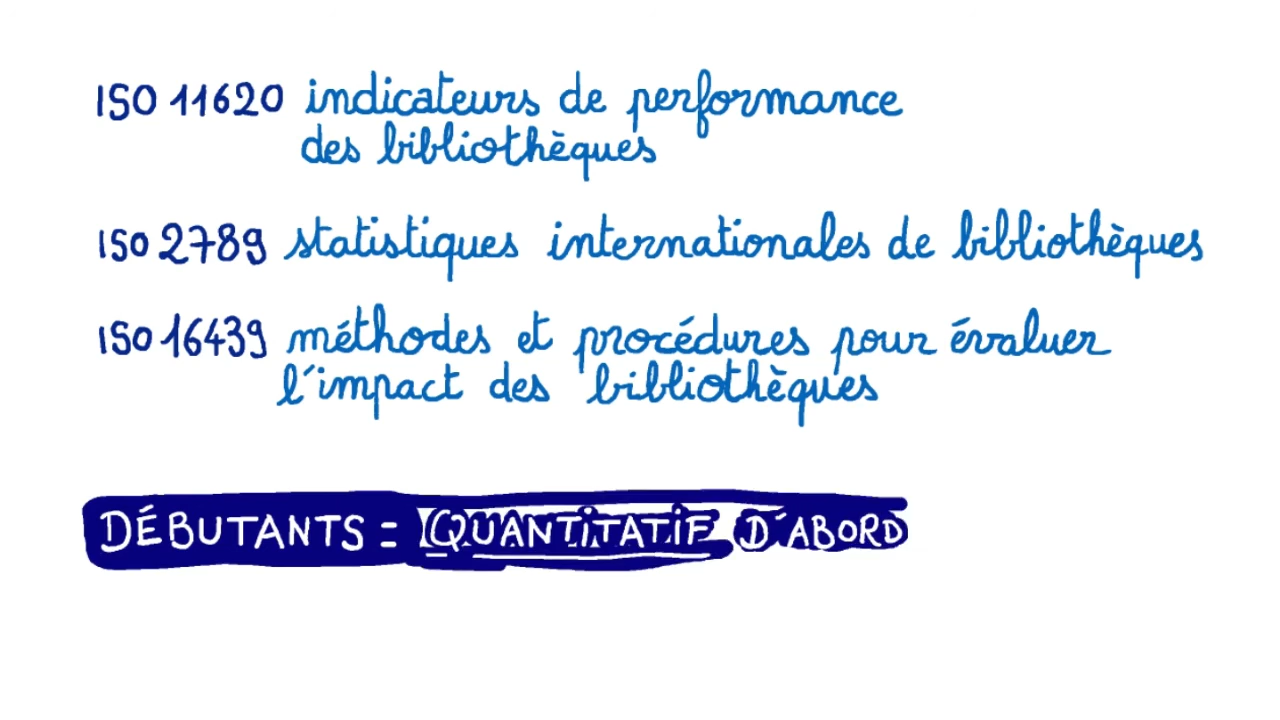 ISO 11620 indicateurs de performance
des bibliothèques
ISO 2789 statistiques internationales de bibliothèques
ISO 16439 méthodes et procédures pour évaluer
l'impact des bibliothèques
DÉBUTANTS = QUANTITATIF D'ABORD